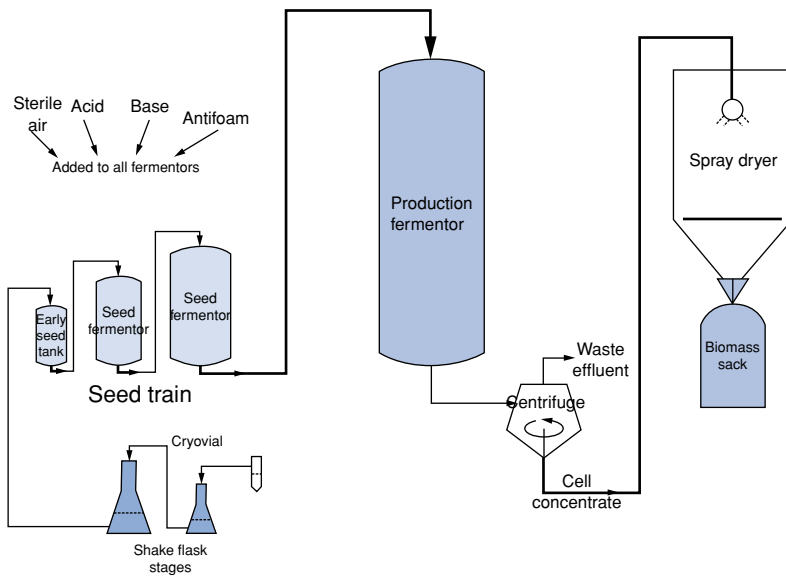 Sterile
air
Acid
Base
Antifoam
Added to all fermentors
Early
seed
tank
Seed
fermentor
Seed
fermentor
Seed train
Cryovial
Shake flask
stages
Production
fermentor
Waste
effluent
Centrifuge
Cell
concentrate
Spray dryer
Biomass
sack